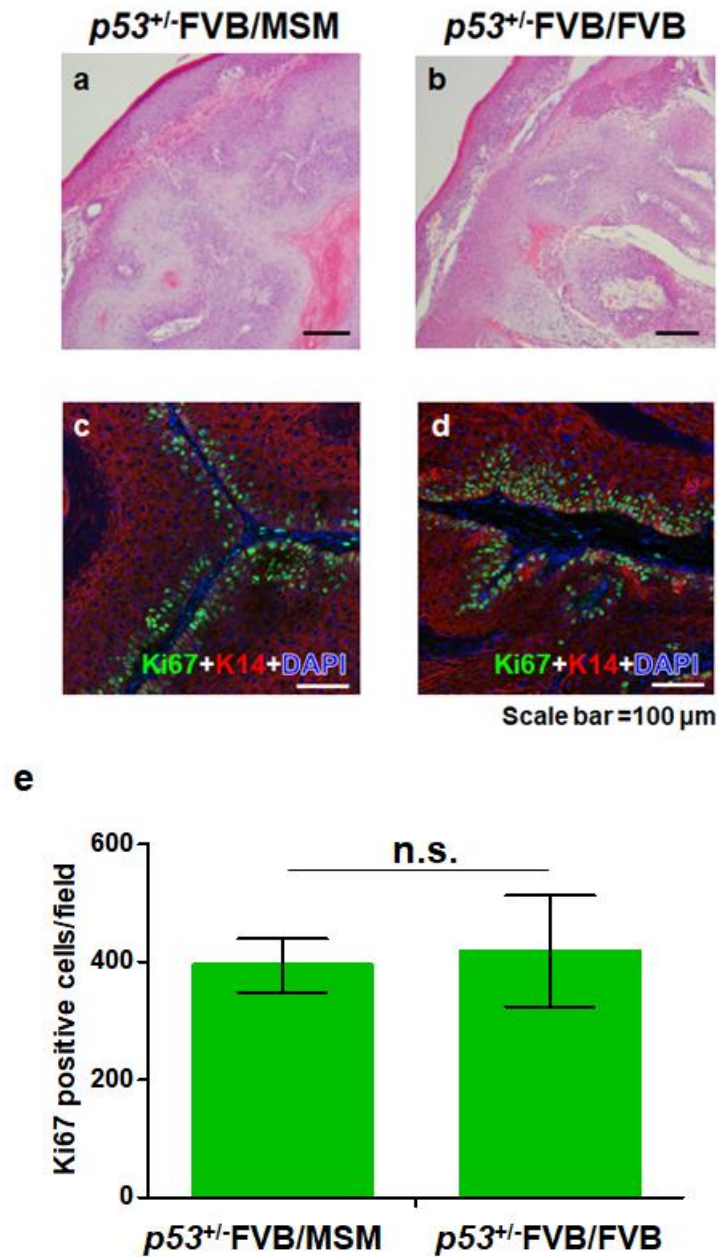 p53+/-FVB/MSM p53+/-FVB/FVB
a b
c d
Ki67+K14+DAPI Ki67+K14+DAPI
Scale bar=100 µm
e
n.s.
600
400
200
0
Ki67 positive cells/field
p53+/-FVB/MSM p53+/-FVB/FVB